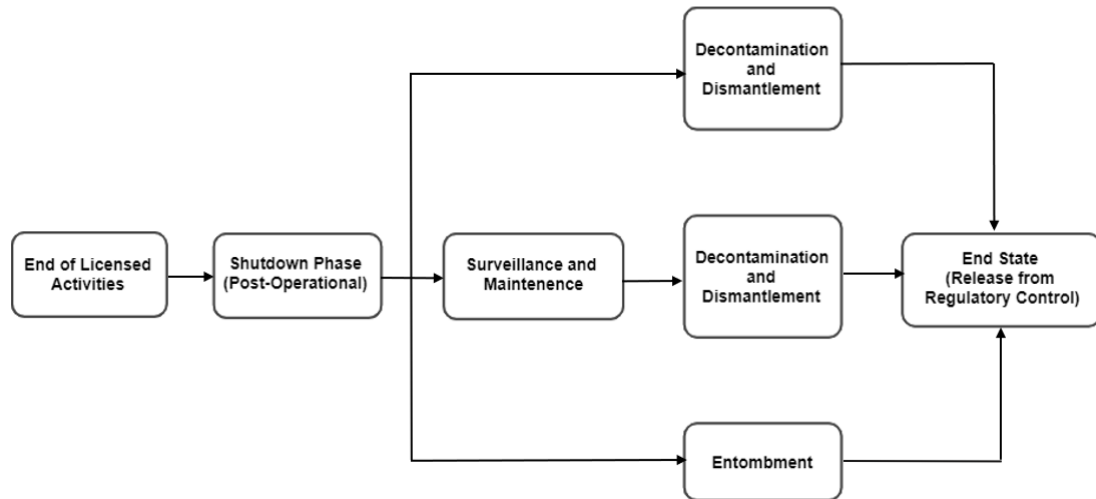 Decontamination
and
Dismantlement
End of Licensed
Activities
Shutdown Phase
(Post-Operational)
Surveillance and
Maintenence
Decontamination
and
Dismantlement
End State
(Release from
Regulatory Control)
Entombment